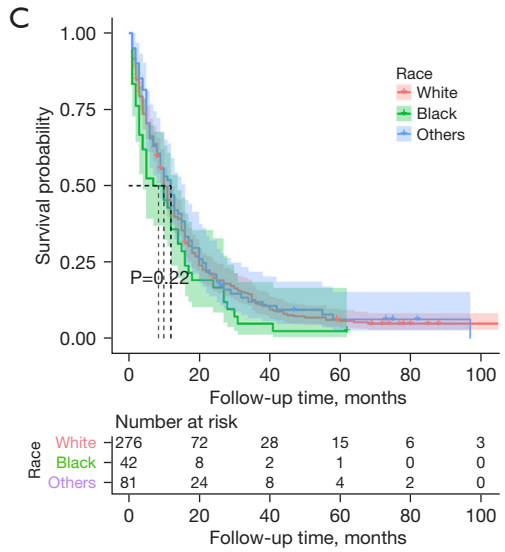 C
1.00
0.75
0.50
0.25
0.00
Survival probability
Race
White
Black
Others
P=0.22
0 20 40 60 80 100
Follow-up time, months
Number at risk
Race
White 276 72 28 15 6 3
Black 42 8 2 1 0 0
Others 81 24 8 4 2 0
0 20 40 60 80 100
Follow-up time, months